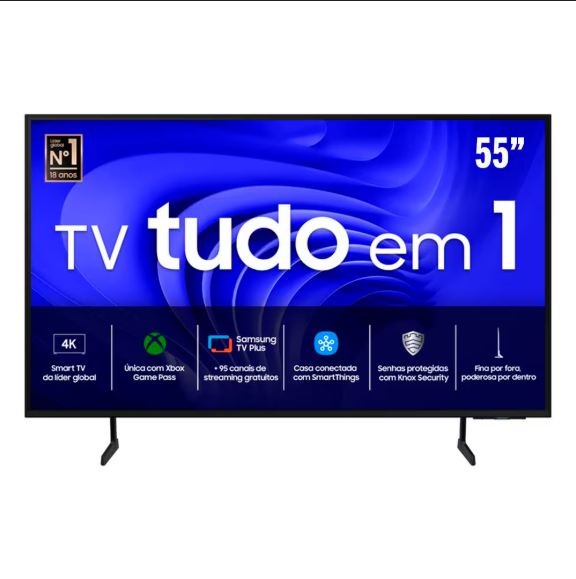 Líder
global
Nº1
18 anos
55”
TV tudo em 1
4K
Smart TV
da líder global
Única com Xbox
Game Pass
Samsung
TV Plus
+ 95 canais de
streaming gratuitos
Casa conectada
com SmartThings
Senhas protegidas
com Knox Security
Fina por fora,
poderosa por dentro